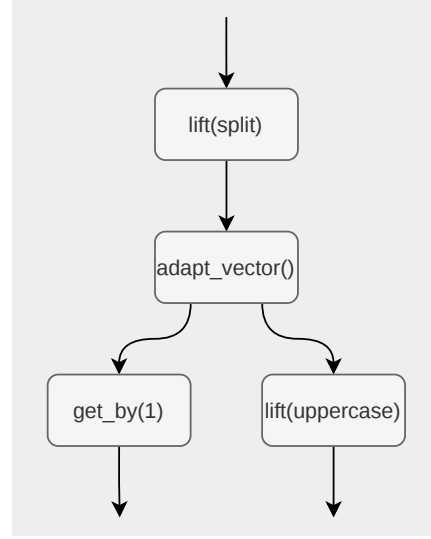 lift(split)
adapt_vector()
get_by(1)
lift(uppercase)